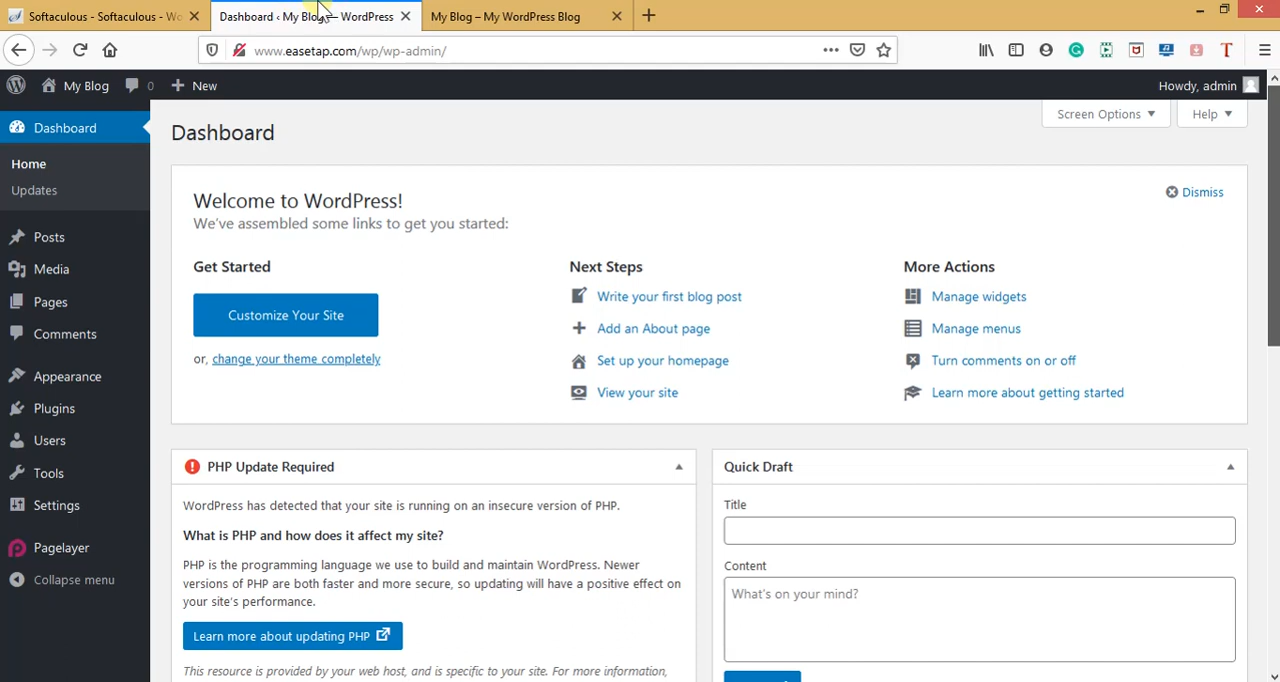 Softaculous - Softaculous - Wo
Dashboard ‹ My Blog — WordPress
My Blog – My WordPress Blog
www.easetap.com/wp/wp-admin/
My Blog
0
New
Howdy, admin
Dashboard
Home
Updates
Posts
Media
Pages
Comments
Appearance
Plugins
Users
Tools
Settings
Pagelayer
Collapse menu
Dashboard
Screen Options
Help
Welcome to WordPress!
We've assembled some links to get you started:
Dismiss
Get Started
Customize Your Site
or, change your theme completely
Next Steps
Write your first blog post
Add an About page
Set up your homepage
View your site
More Actions
Manage widgets
Manage menus
Turn comments on or off
Learn more about getting started
PHP Update Required
WordPress has detected that your site is running on an insecure version of PHP.
What is PHP and how does it affect my site?
PHP is the programming language we use to build and maintain WordPress. Newer
versions of PHP are both faster and more secure, so updating will have a positive effect on
your site's performance.
Learn more about updating PHP
This resource is provided by your web host, and is specific to your site. For more information,
Quick Draft
Title
Content
What's on your mind?